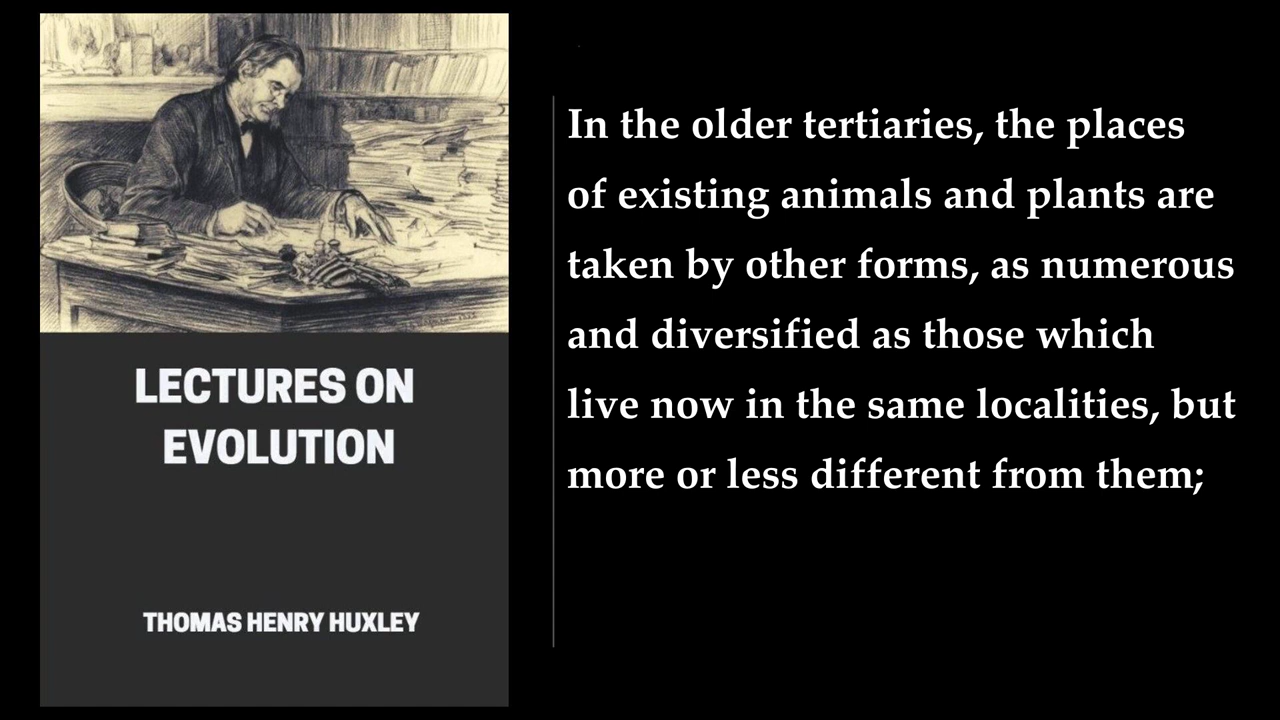 LECTURES ON
EVOLUTION
THOMAS HENRY HUXLEY
In the older tertiaries, the places
of existing animals and plants are
taken by other forms, as numerous
and diversified as those which
live now in the same localities, but
more or less different from them;